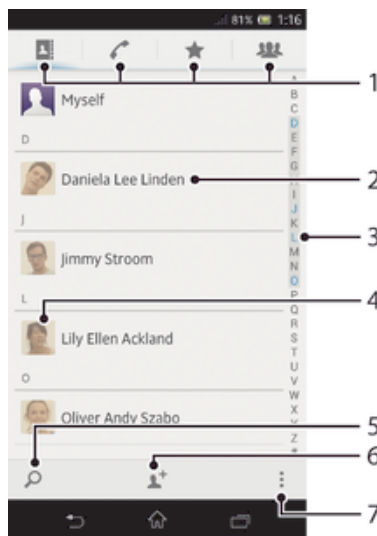 81% 1:16
1
A
B
Myself
C
D
D
E
F
G
2
Daniela Lee Linden
I
J
J
K
3
L
M
Jimmy Stroom
N
O
L
P
4
Q
R
Lily Ellen Ackland
S
T
U
O
V
W
X
Oliver Andy Szabo
Y
Z
#
5
6
7